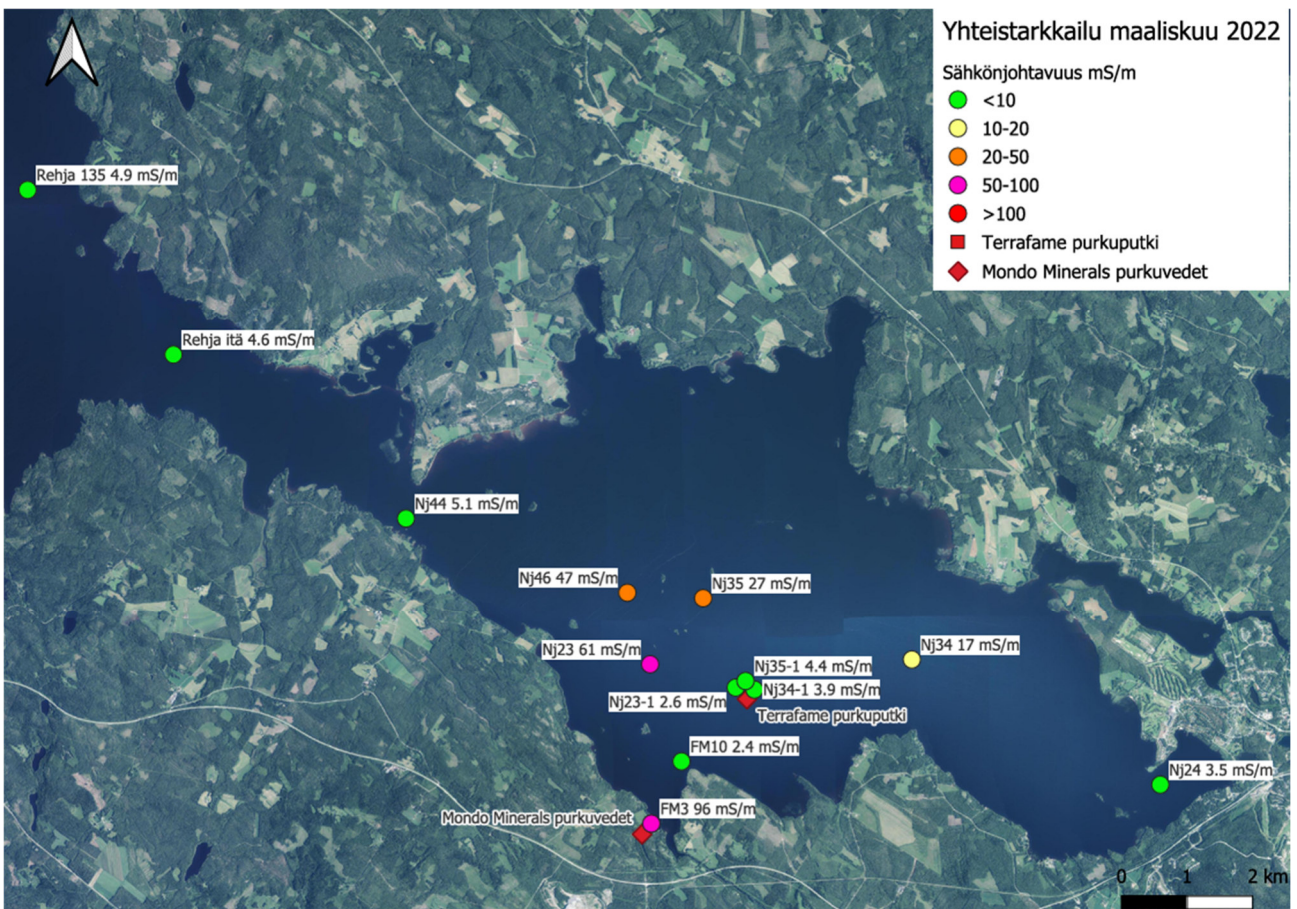 Yhteistarkkailu maaliskuu 2022
Sähkönjohtavuus mS/m
<10
10-20
20-50
50-100
>100
Terrafame purkuputki
Mondo Minerals purkuvedet
Rehja 135 4.9 mS/m
Rehja itä 4.6 mS/m
Nj44 5.1 mS/m
Nj46 47 mS/m
Nj35 27 mS/m
Nj23 61 mS/m
Nj34 17 mS/m
Nj35-1 4.4 mS/m
Nj34-1 3.9 mS/m
Nj23-1 2.6 mS/m
Terrafame purkuputki
FM10 2.4 mS/m
Nj24 3.5 mS/m
FM3 96 mS/m
Mondo Minerals purkuvedet
0 1 2 km